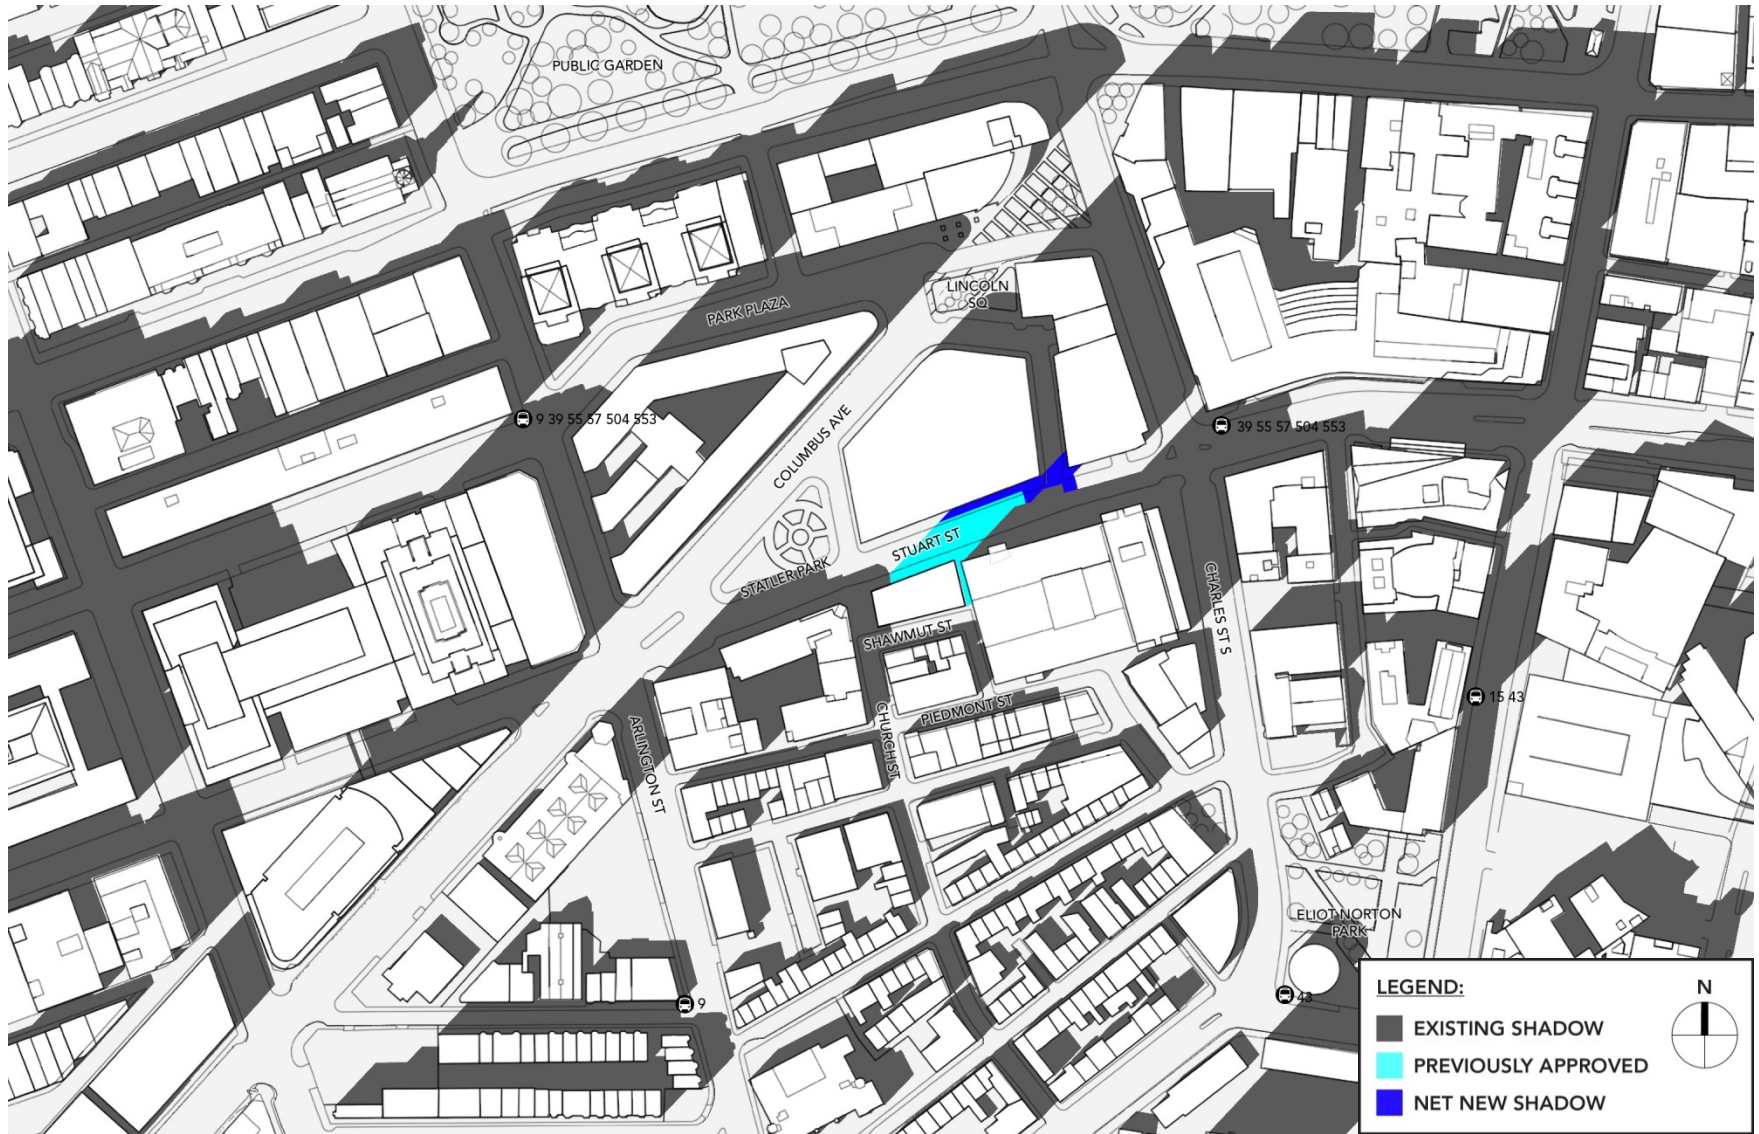 PUBLIC GARDEN
LINCOLN
SQ
PARK PLAZA
9 39 55 57 504 553
39 55 57 504 553
COLUMBUS AVE
STUART ST
STATLER PARK
CHARLES ST S
SHAWMUT ST
15 43
PIEDMONT ST
CHURCH ST
ARLINGTON ST
ELIOT NORTON
PARK
9
43
LEGEND:
N
EXISTING SHADOW
PREVIOUSLY APPROVED
NET NEW SHADOW